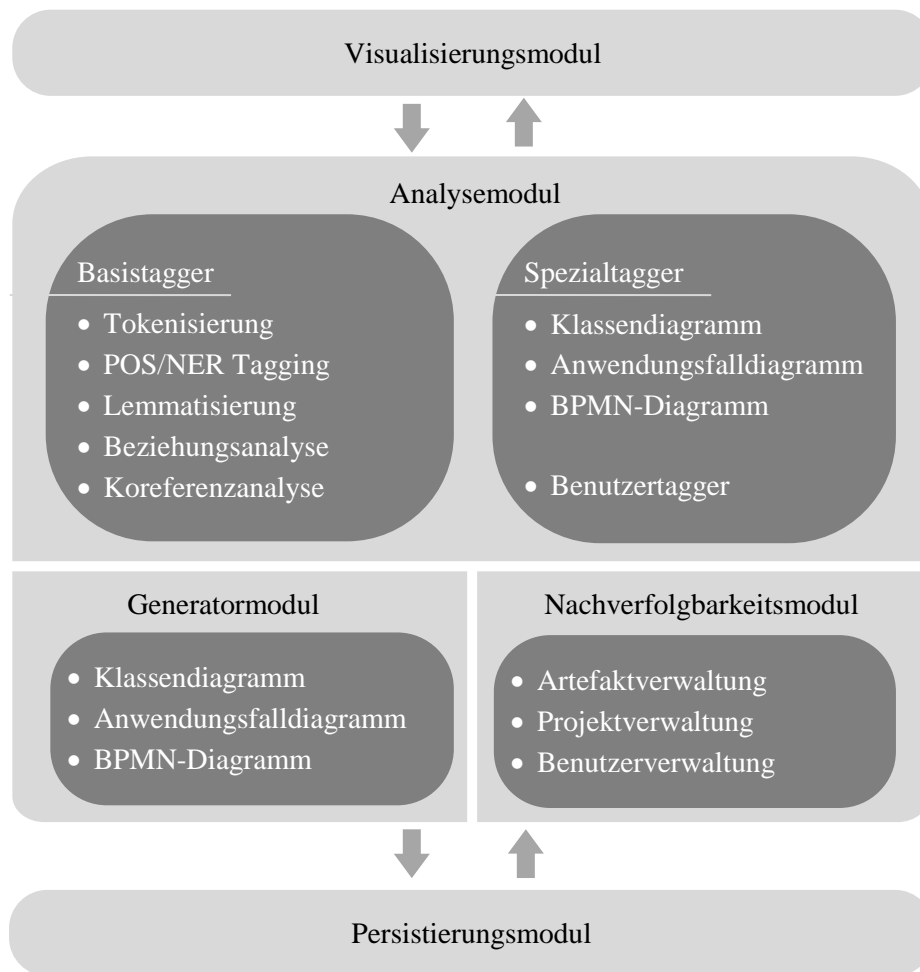 Visualisierungsmodul
Analysemodul
Basistagger
• Tokenisierung
• POS/NER Tagging
• Lemmatisierung
• Beziehungsanalyse
• Koreferenzanalyse
Spezialtagger
• Klassendiagramm
• Anwendungsfalldiagramm
• BPMN-Diagramm
• Benutzertagger
Generatormodul
• Klassendiagramm
• Anwendungsfalldiagramm
• BPMN-Diagramm
Nachverfolgbarkeitsmodul
• Artefaktverwaltung
• Projektverwaltung
• Benutzerverwaltung
Persistierungsmodul